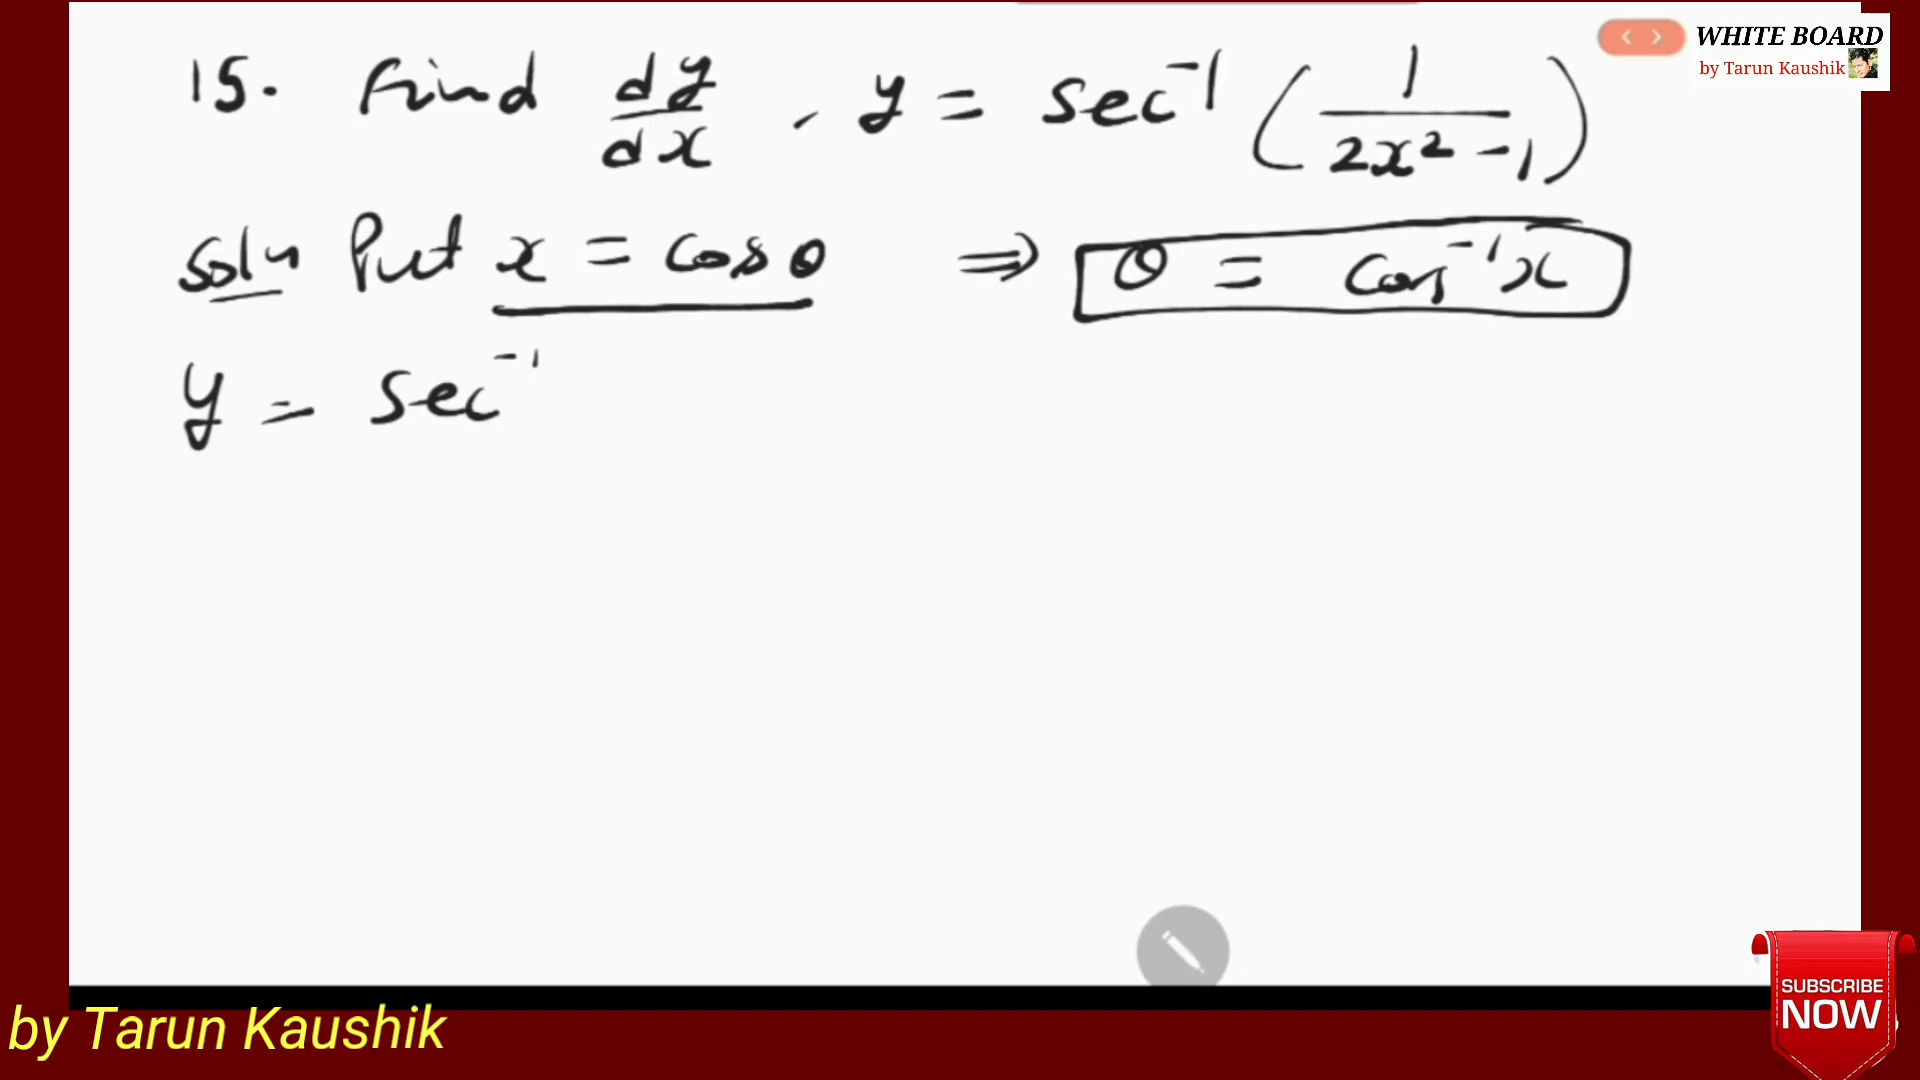 WHITE BOARD
by Tarun Kaushik
15. Find dy/dx , y = sec⁻¹ (1/(2x² - 1))
soln Put x = cos θ ⇒ θ = cos⁻¹x
y = sec⁻¹
SUBSCRIBE
NOW
by Tarun Kaushik